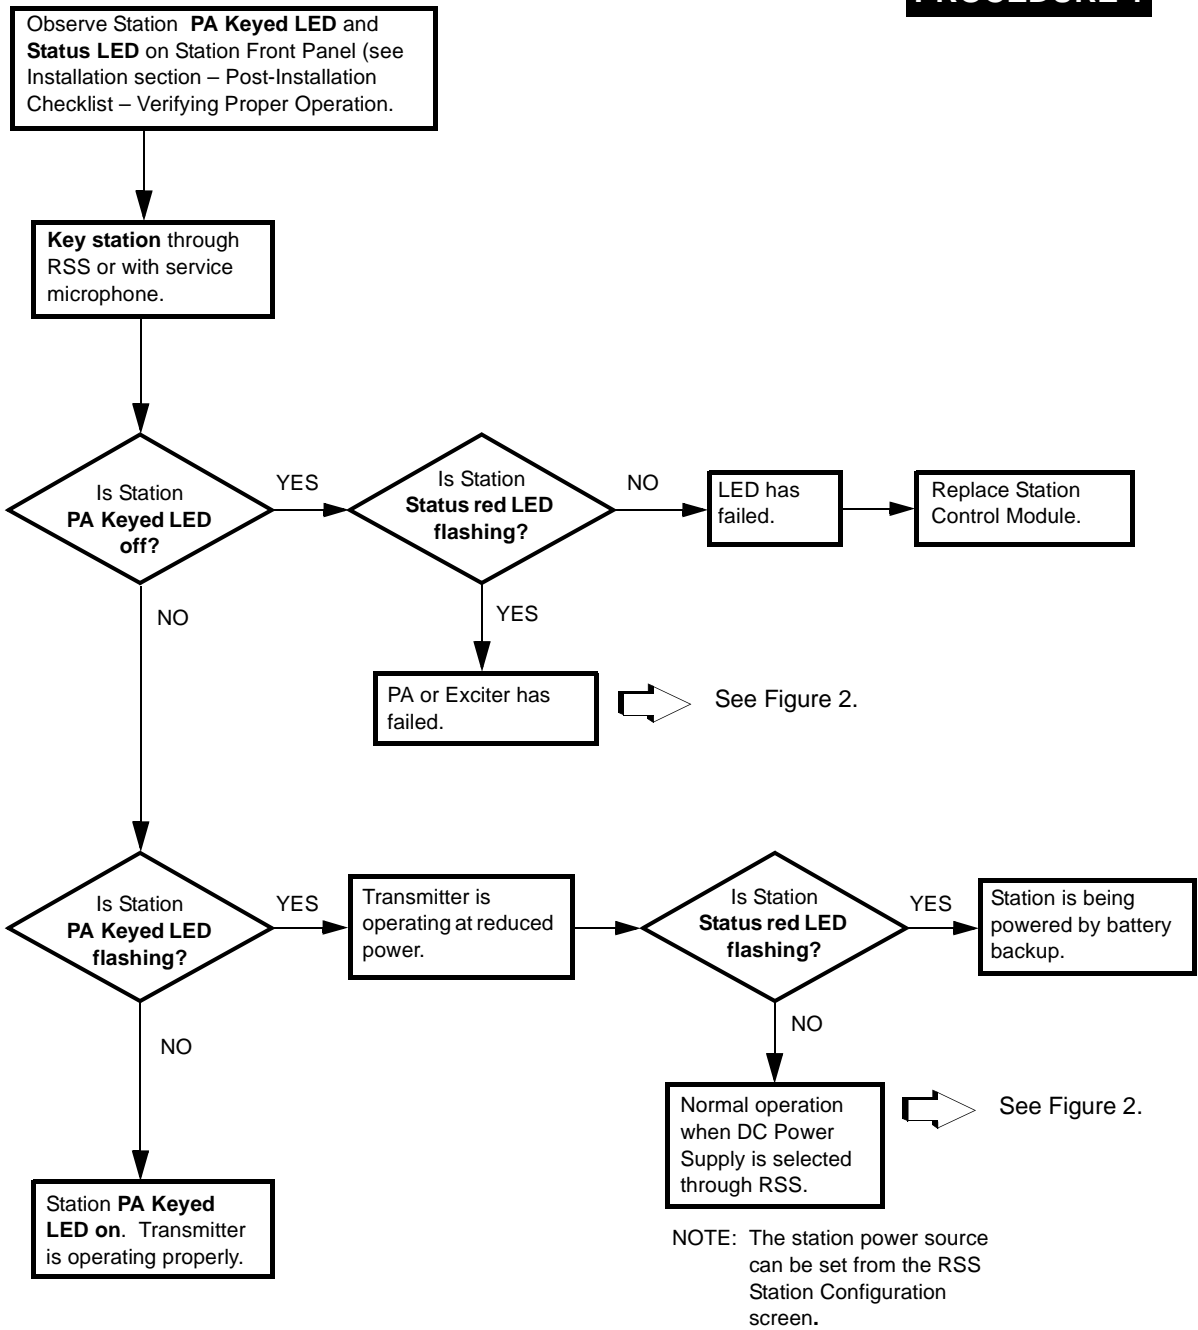 Observe Station PA Keyed LED and
Status LED on Station Front Panel (see
Installation section – Post-Installation
Checklist – Verifying Proper Operation.
Key station through
RSS or with service
microphone.
Is Station
PA Keyed LED
off?
YES
Is Station
Status red LED
flashing?
NO
LED has
failed.
Replace Station
Control Module.
NO
YES
PA or Exciter has
failed.
See Figure 2.
Is Station
PA Keyed LED
flashing?
YES
Transmitter is
operating at reduced
power.
Is Station
Status red LED
flashing?
YES
Station is being
powered by battery
backup.
NO
NO
Normal operation
when DC Power
Supply is selected
through RSS.
See Figure 2.
Station PA Keyed
LED on. Transmitter
is operating properly.
NOTE: The station power source
can be set from the RSS
Station Configuration
screen.